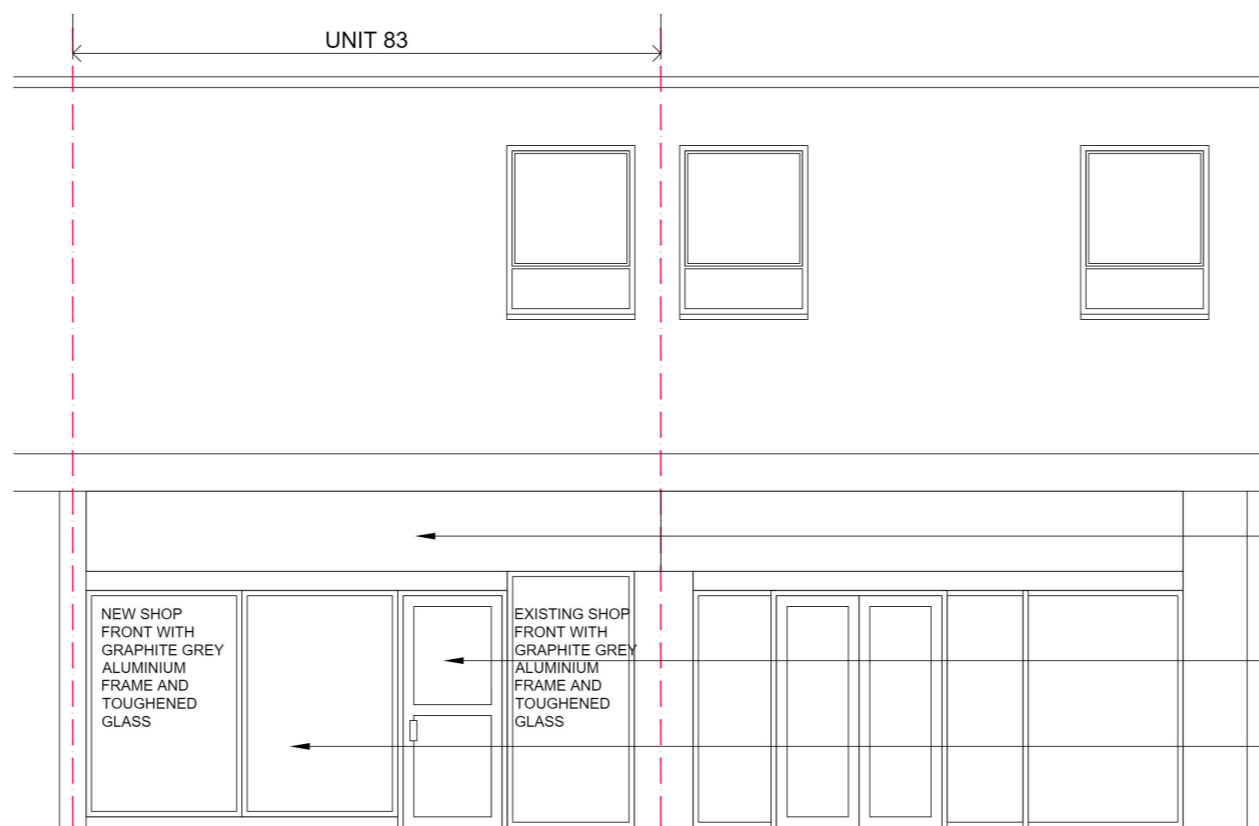 UNIT 83
NEW SHOP
FRONT WITH
GRAPHITE GREY
ALUMINIUM
FRAME AND
TOUGHENED
GLASS
EXISTING SHOP
FRONT WITH
GRAPHITE GREY
ALUMINIUM
FRAME AND
TOUGHENED
GLASS